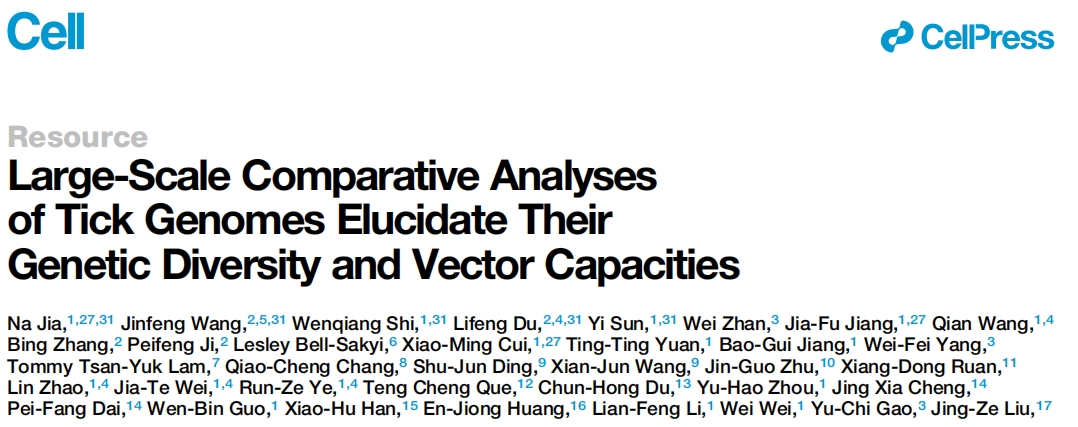 Cell
CellPress
Resource
Large-Scale Comparative Analyses
of Tick Genomes Elucidate Their
Genetic Diversity and Vector Capacities
Na Jia,1,27,31 Jinfeng Wang,2,5,31 Wenqiang Shi,1,31 Lifeng Du,2,4,31 Yi Sun,1,31 Wei Zhan,3 Jia-Fu Jiang,1,27 Qian Wang,1,4
Bing Zhang,2 Peifeng Ji,2 Lesley Bell-Sakyi,6 Xiao-Ming Cui,1,27 Ting-Ting Yuan,1 Bao-Gui Jiang,1 Wei-Fei Yang,3
Tommy Tsan-Yuk Lam,7 Qiao-Cheng Chang,8 Shu-Jun Ding,9 Xian-Jun Wang,9 Jin-Guo Zhu,10 Xiang-Dong Ruan,11
Lin Zhao,1,4 Jia-Te Wei,1,4 Run-Ze Ye,1,4 Teng Cheng Que,12 Chun-Hong Du,13 Yu-Hao Zhou,1 Jing Xia Cheng,14
Pei-Fang Dai,14 Wen-Bin Guo,1 Xiao-Hu Han,15 En-Jiong Huang,16 Lian-Feng Li,1 Wei Wei,1 Yu-Chi Gao,3 Jing-Ze Liu,17